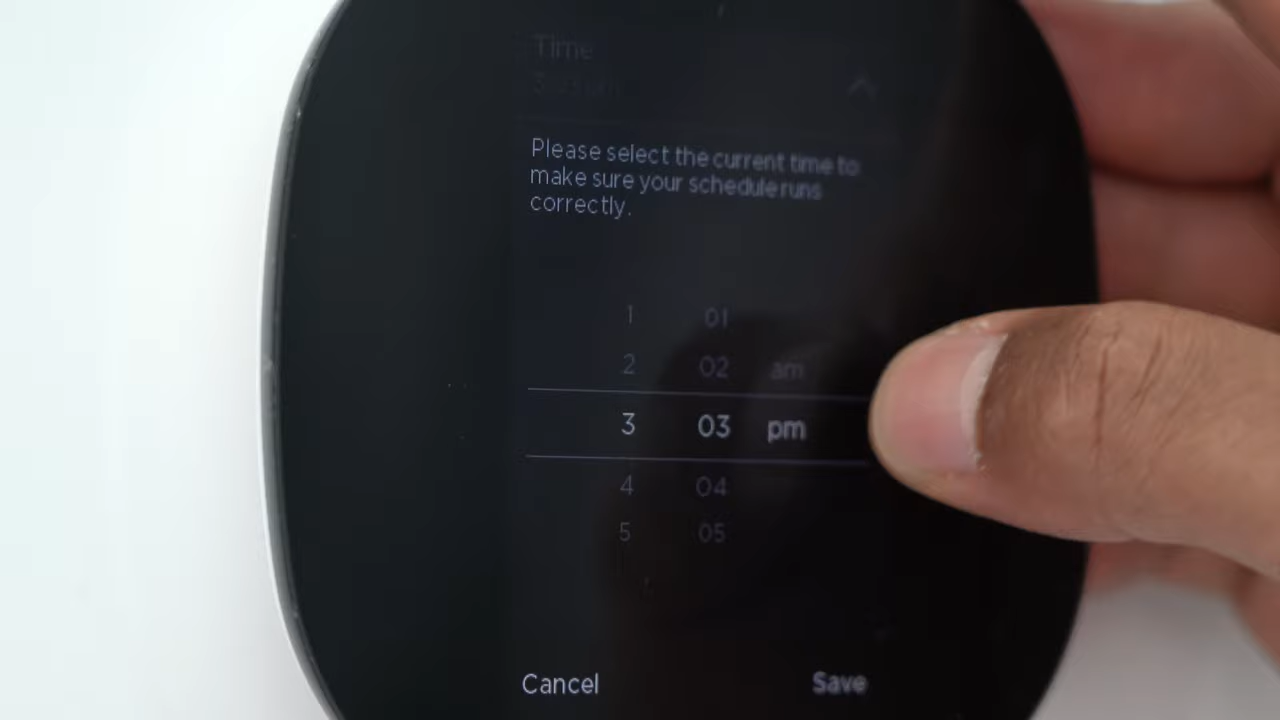 Time
Please select the current time to
make sure your schedule runs
correctly.
1 01
2 02 am
3 03 pm
4 04
5 05
Cancel Save